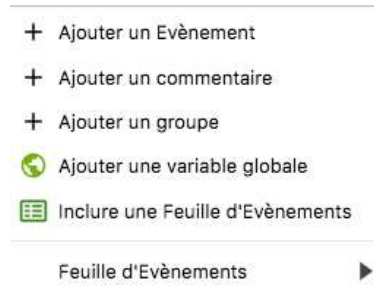 Ajouter un Evènement
Ajouter un commentaire
Ajouter un groupe
Ajouter une variable globale
Inclure une Feuille d'Evènements
Feuille d'Evènements